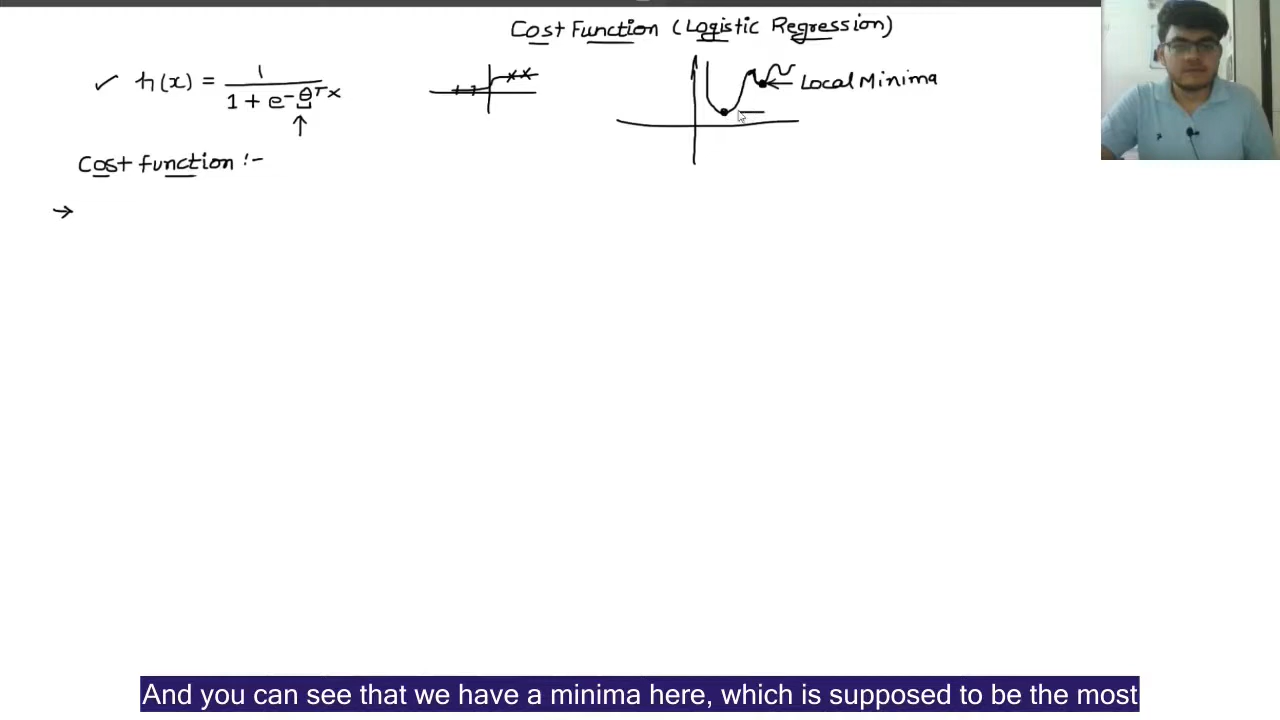 Cost Function (Logistic Regression)
✓ h(x) = 1 / 1 + e-θᵀx
Local Minima
Cost function :-
→
And you can see that we have a minima here, which is supposed to be the most